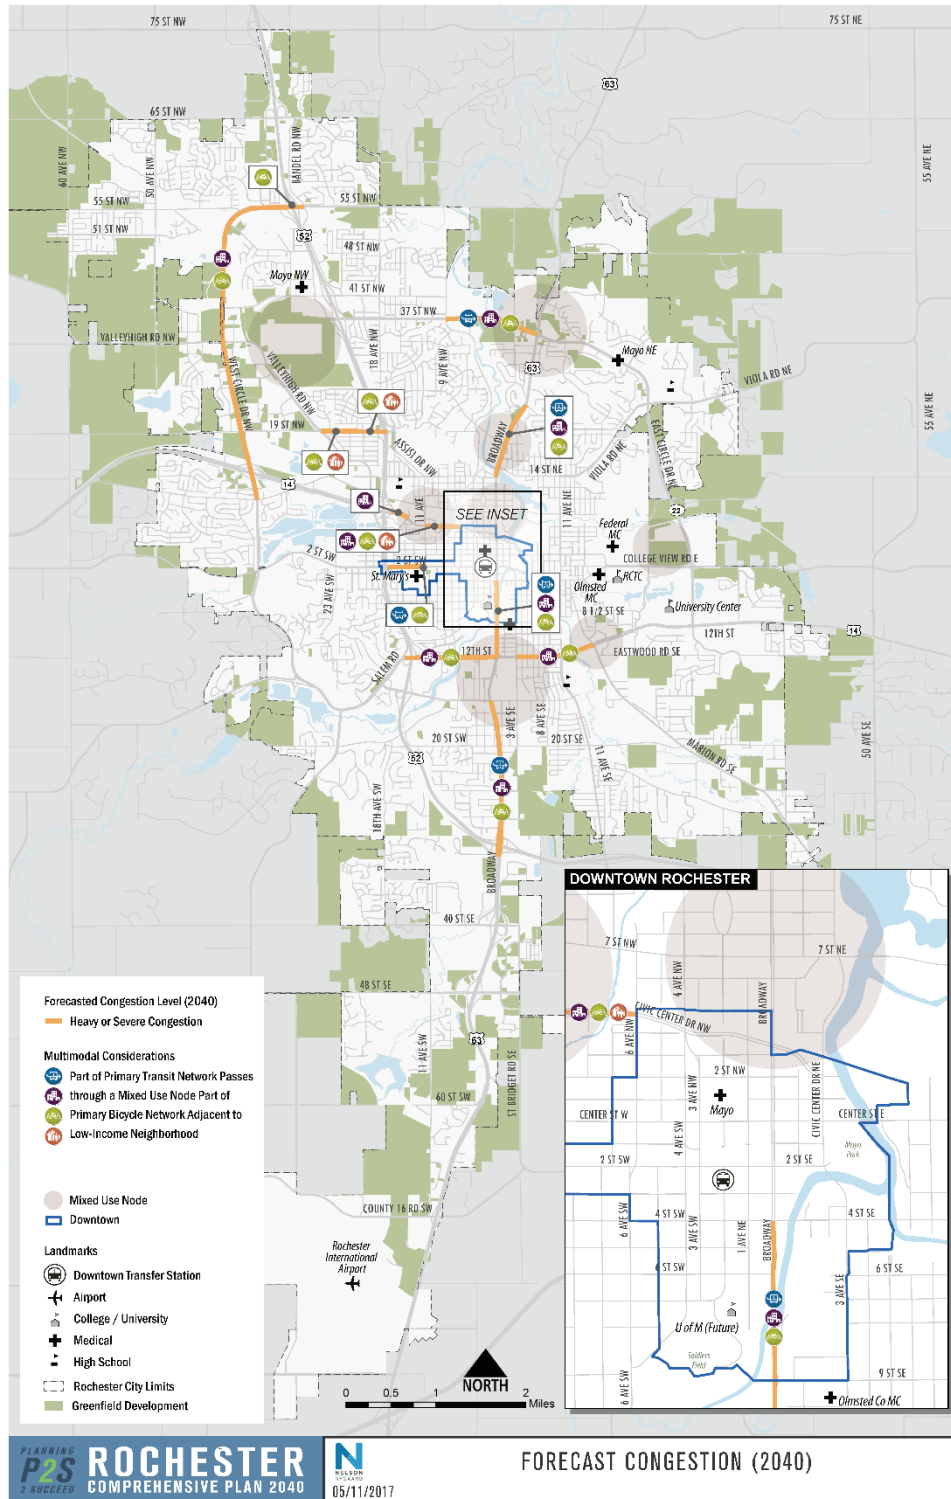 75 ST NW
75 ST NE
63
65 ST NW
60 AVE NW
50 AVE NW
BANDEL RD NW
55 AVE NE
55 ST NW
55 ST NW
51 ST NW
52
48 ST NW
Mayo NW
41 ST NW
37 ST NW
VALLEYHIGH RD NW
18 AVE NW
9 AVE NW
63
Mayo NE
VIOLA RD NE
VALLEYHIGH RD NW
WEST CIRCLE DR NW
BROADWAY
55 AVE NE
19 ST NW
ASSISI DR NW
14 ST NE
VIOLA RD NE
EAST CIRCLE DR NE
14
11 AVE
SEE INSET
11 AVE NE
22
Federal
MC
2 ST SW
2 ST SW
COLLEGE VIEW RD E
St. Mary's
RCTC
Olmsted
MC
23 AVE SW
8 1/2 ST SE
University Center
12TH ST
14
12TH ST
EASTWOOD RD SE
SALEM RD
3 AVE SE
8 AVE SE
20 ST SW
20 ST SE
11 AVE SE
MARION RD SE
50 AVE SE
52
18TH AVE SW
BROADWAY
40 ST SE
48 ST SE
63
11 AVE SW
60 ST SW
ST BRIDGET RD SE
COUNTY 16 RD SW
Rochester
International
Airport
DOWNTOWN ROCHESTER
7 ST NW
7 ST NE
4 AVE NW
BROADWAY
CIVIC CENTER DR NW
6 AVE NW
2 ST NW
3 AVE NW
Mayo
CIVIC CENTER DR NE
CENTER ST W
CENTER ST E
4 AVE SW
Mayo
Park
2 ST SW
2 ST SE
6 AVE SW
4 ST SW
3 AVE SW
1 AVE NE
BROADWAY
4 ST SE
6 ST SW
6 ST SE
3 AVE SE
U of M (Future)
Soldiers
Field
6 AVE SW
9 ST SE
Olmsted Co MC
Forecasted Congestion Level (2040)
Heavy or Severe Congestion
Multimodal Considerations
Part of Primary Transit Network Passes
through a Mixed Use Node Part of
Primary Bicycle Network Adjacent to
Low-Income Neighborhood
Mixed Use Node
Downtown
Landmarks
Downtown Transfer Station
Airport
College / University
Medical
High School
Rochester City Limits
Greenfield Development
NORTH
0 0.5 1 2
Miles
PLANNING
P2S
2 SUCCEED
ROCHESTER
COMPREHENSIVE PLAN 2040
N
NELSON
NYGAARD
05/11/2017
FORECAST CONGESTION (2040)